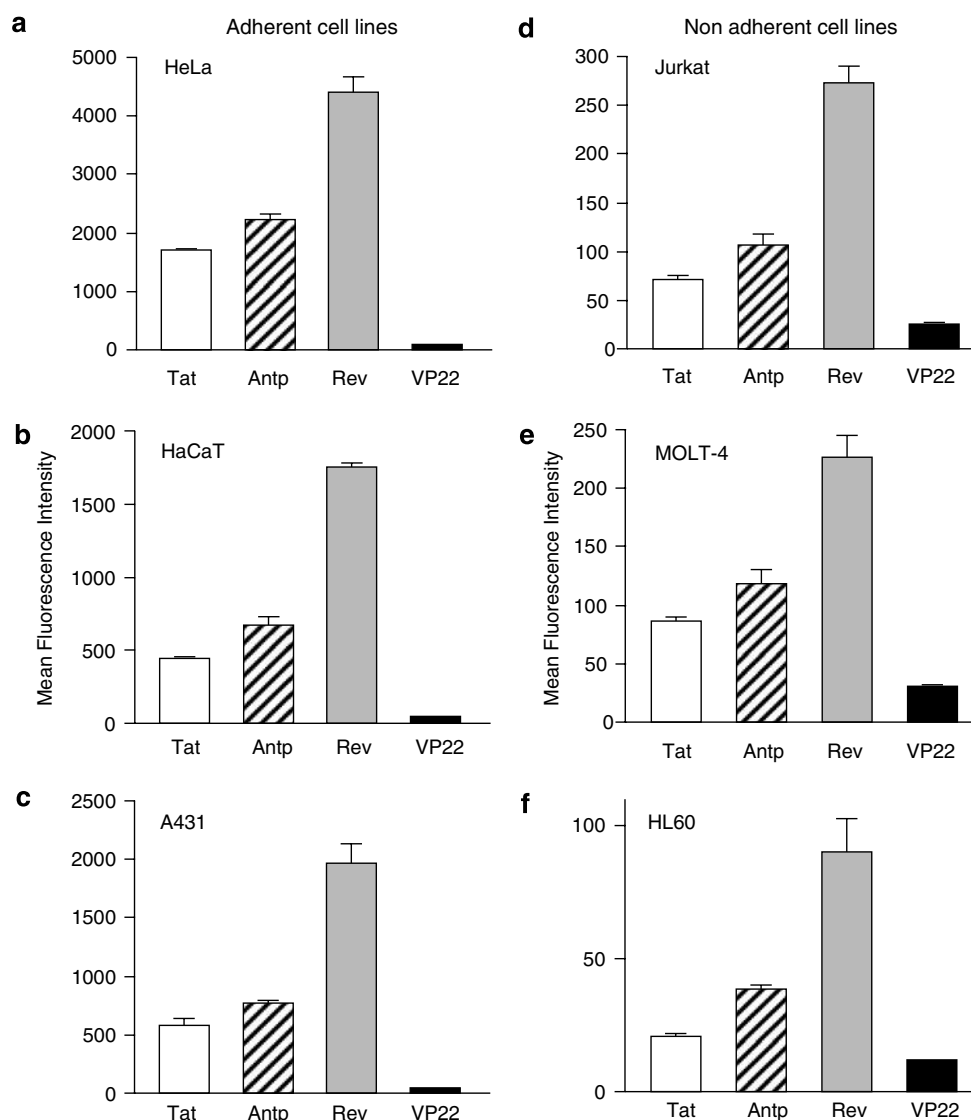 a
Adherent cell lines
HeLa
5000
4000
3000
2000
1000
0
Tat Antp Rev VP22
b
HaCaT
2000
1500
1000
500
0
Tat Antp Rev VP22
c
A431
2500
2000
1500
1000
500
0
Tat Antp Rev VP22
Mean Fluorescence Intensity
d
Non adherent cell lines
Jurkat
300
250
200
150
100
50
0
Tat Antp Rev VP22
e
MOLT-4
250
200
150
100
50
0
Tat Antp Rev VP22
f
HL60
100
50
0
Tat Antp Rev VP22
Mean Fluorescence Intensity